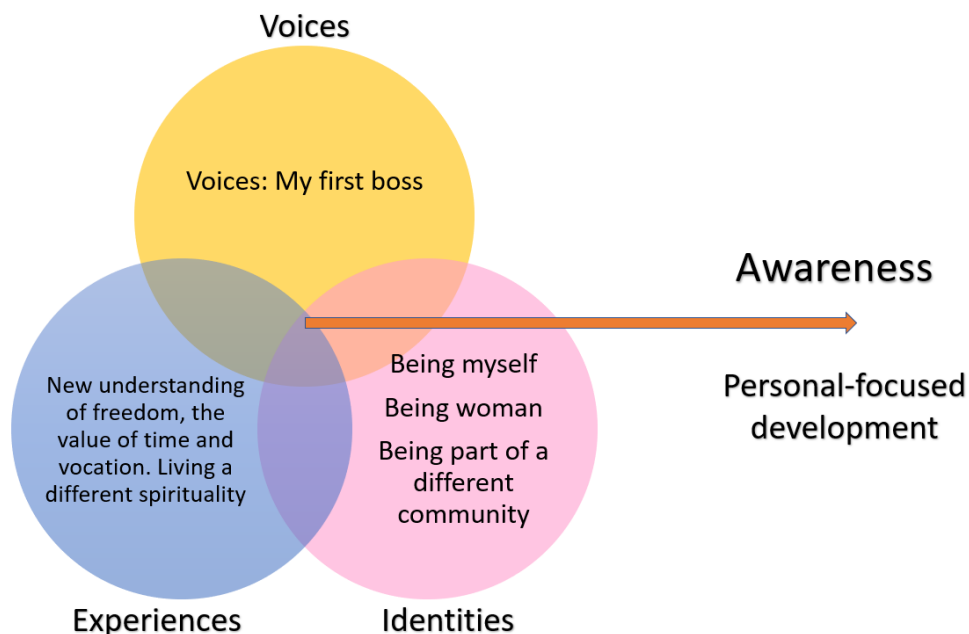 Voices
Voices: My first boss
Awareness
Personal-focused
development
Being myself
Being woman
Being part of a
different
community
New understanding
of freedom, the
value of time and
vocation. Living a
different spirituality
Experiences
Identities